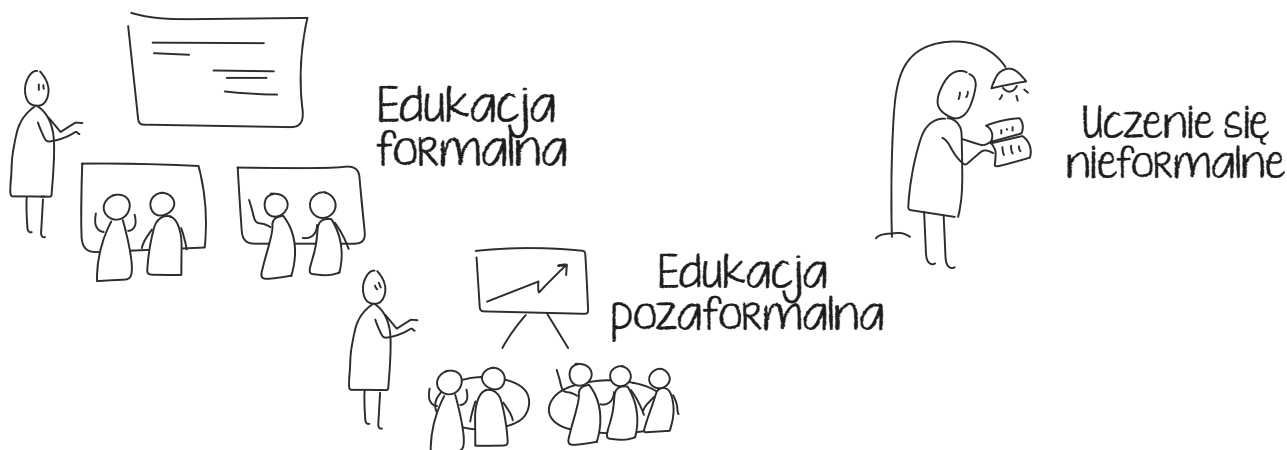 Edukacja
formalna
Edukacja
pozaformalna
Uczenie się
nieformalne